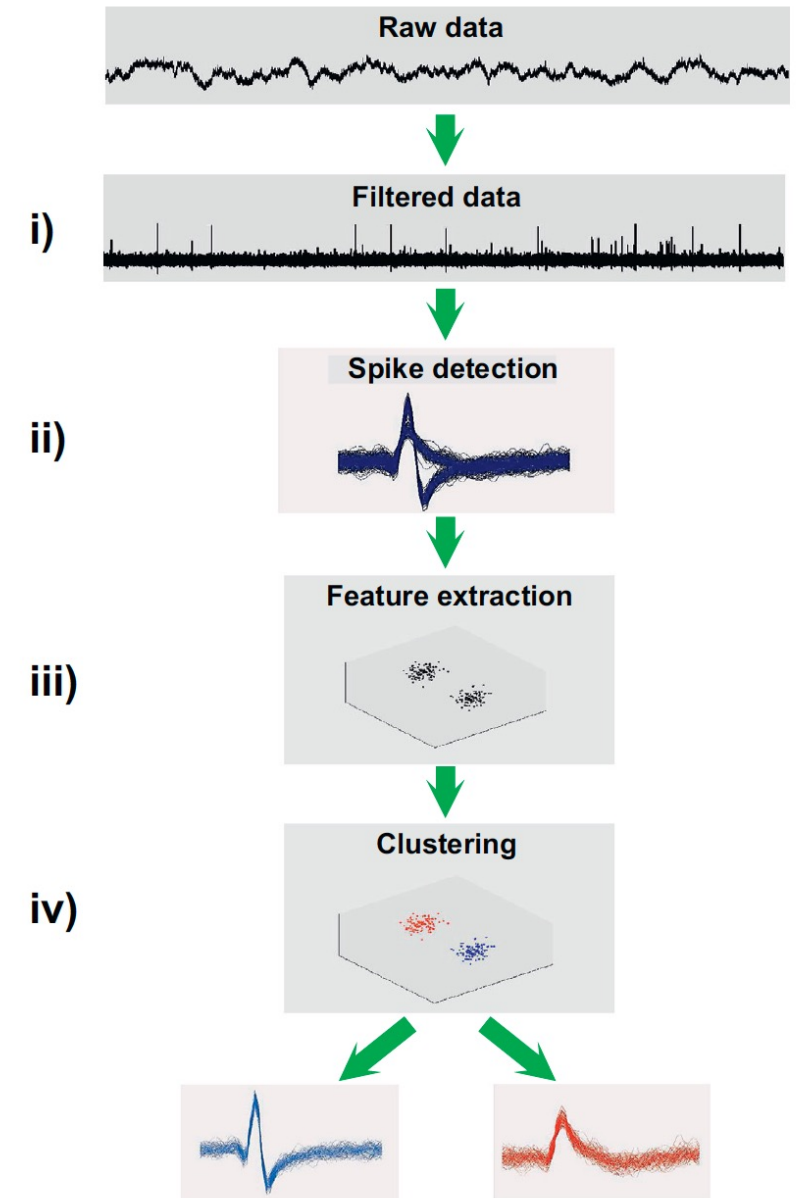 Raw data
i)
Filtered data
ii)
Spike detection
iii)
Feature extraction
iv)
Clustering